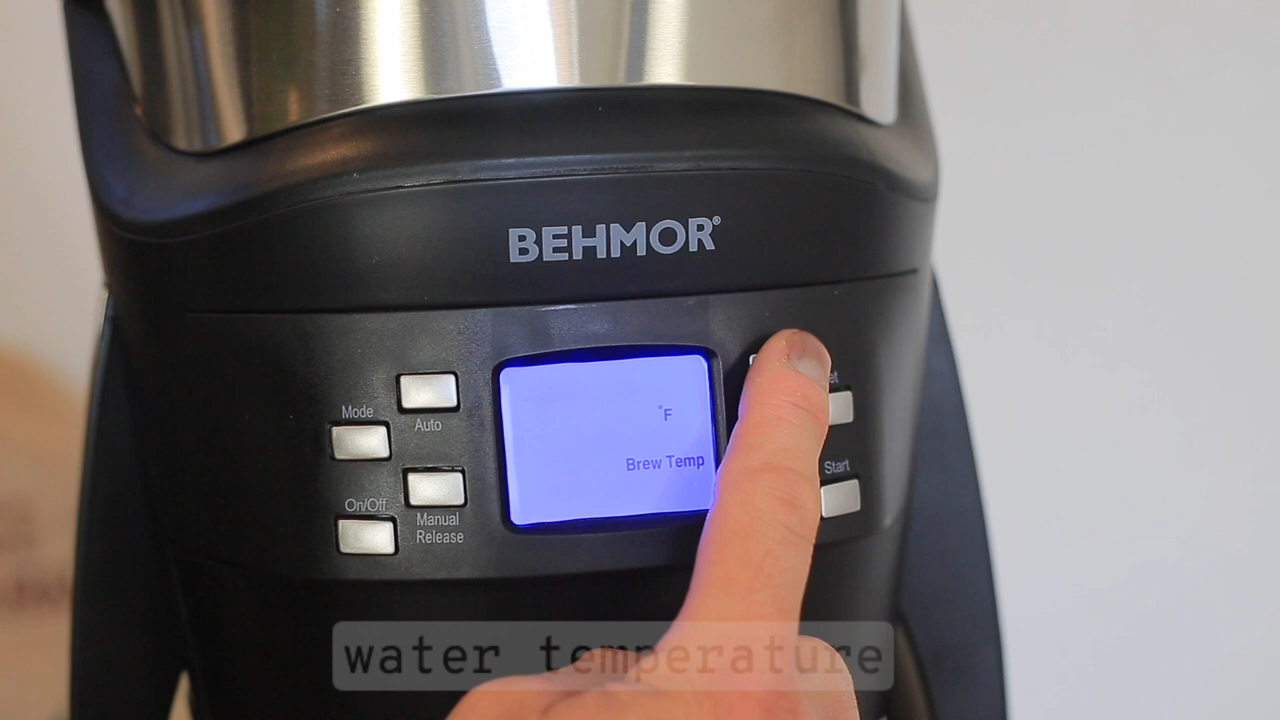 BEHMOR®
Mode
Auto
On/Off
Manual
Release
°F
Brew Temp
Start
water temperature